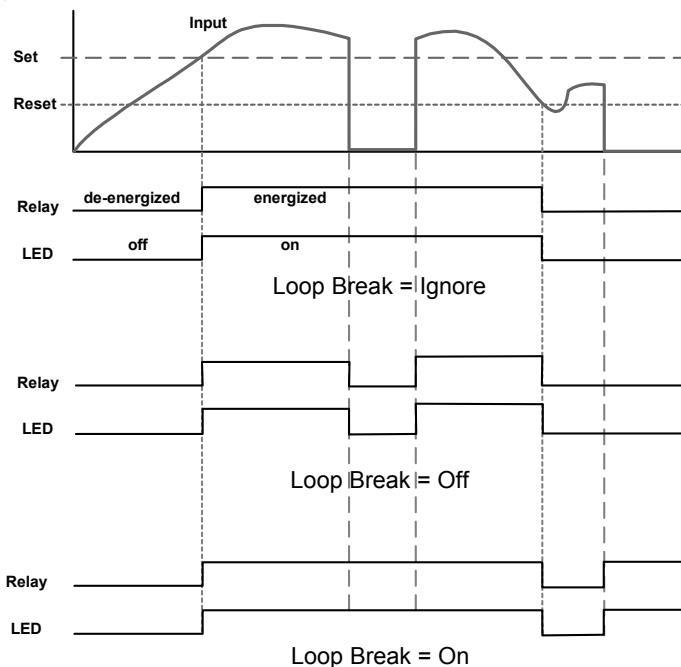 Input
Set
Reset
de-energized energized
Relay
off on
LED
Loop Break = Ignore
Relay
LED
Loop Break = Off
Relay
LED
Loop Break = On